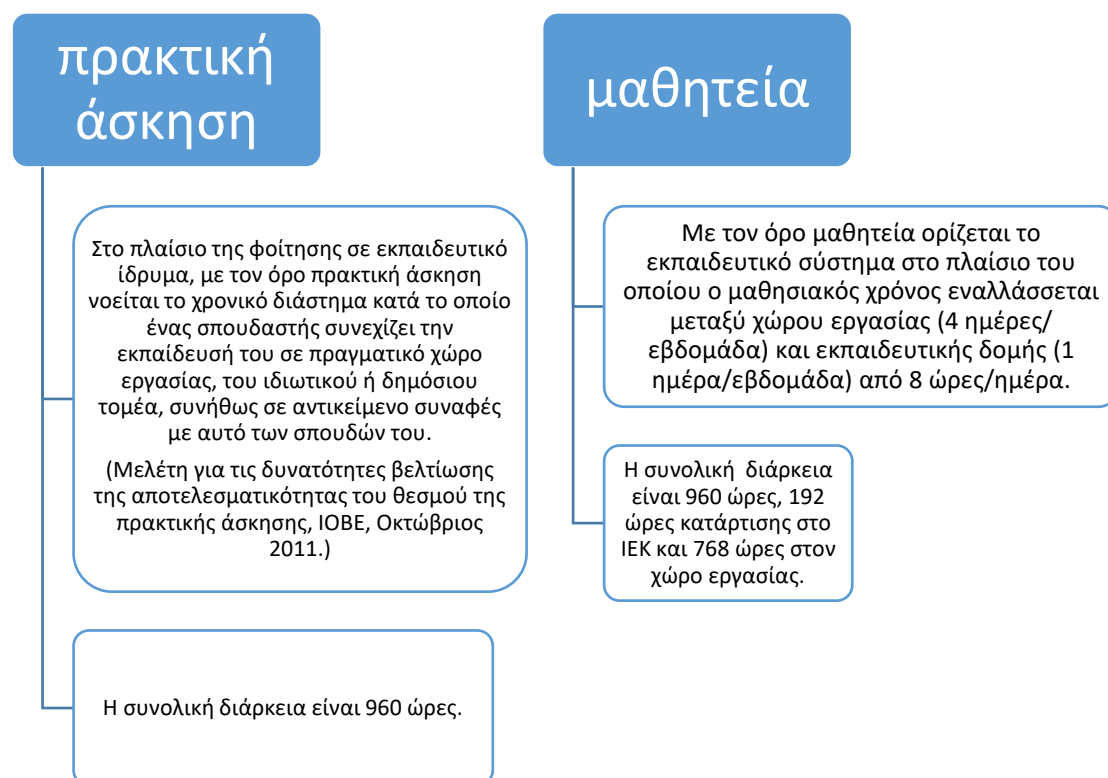 πρακτική
άσκηση
Στο πλαίσιο της φοίτησης σε εκπαιδευτικό
ίδρυμα, με τον όρο πρακτική άσκηση
νοείται το χρονικό διάστημα κατά το οποίο
ένας σπουδαστής συνεχίζει την
εκπαίδευσή του σε πραγματικό χώρο
εργασίας, του ιδιωτικού ή δημόσιου
τομέα, συνήθως σε αντικείμενο συναφές
με αυτό των σπουδών του.
(Μελέτη για τις δυνατότητες βελτίωσης
της αποτελεσματικότητας του θεσμού της
πρακτικής άσκησης, ΙΟΒΕ, Οκτώβριος
2011.)
Η συνολική διάρκεια είναι 960 ώρες.
μαθητεία
Με τον όρο μαθητεία ορίζεται το
εκπαιδευτικό σύστημα στο πλαίσιο του
οποίου ο μαθησιακός χρόνος εναλλάσσεται
μεταξύ χώρου εργασίας (4 ημέρες/
εβδομάδα) και εκπαιδευτικής δομής (1
ημέρα/εβδομάδα) από 8 ώρες/ημέρα.
Η συνολική διάρκεια
είναι 960 ώρες, 192
ώρες κατάρτισης στο
ΙΕΚ και 768 ώρες στον
χώρο εργασίας.